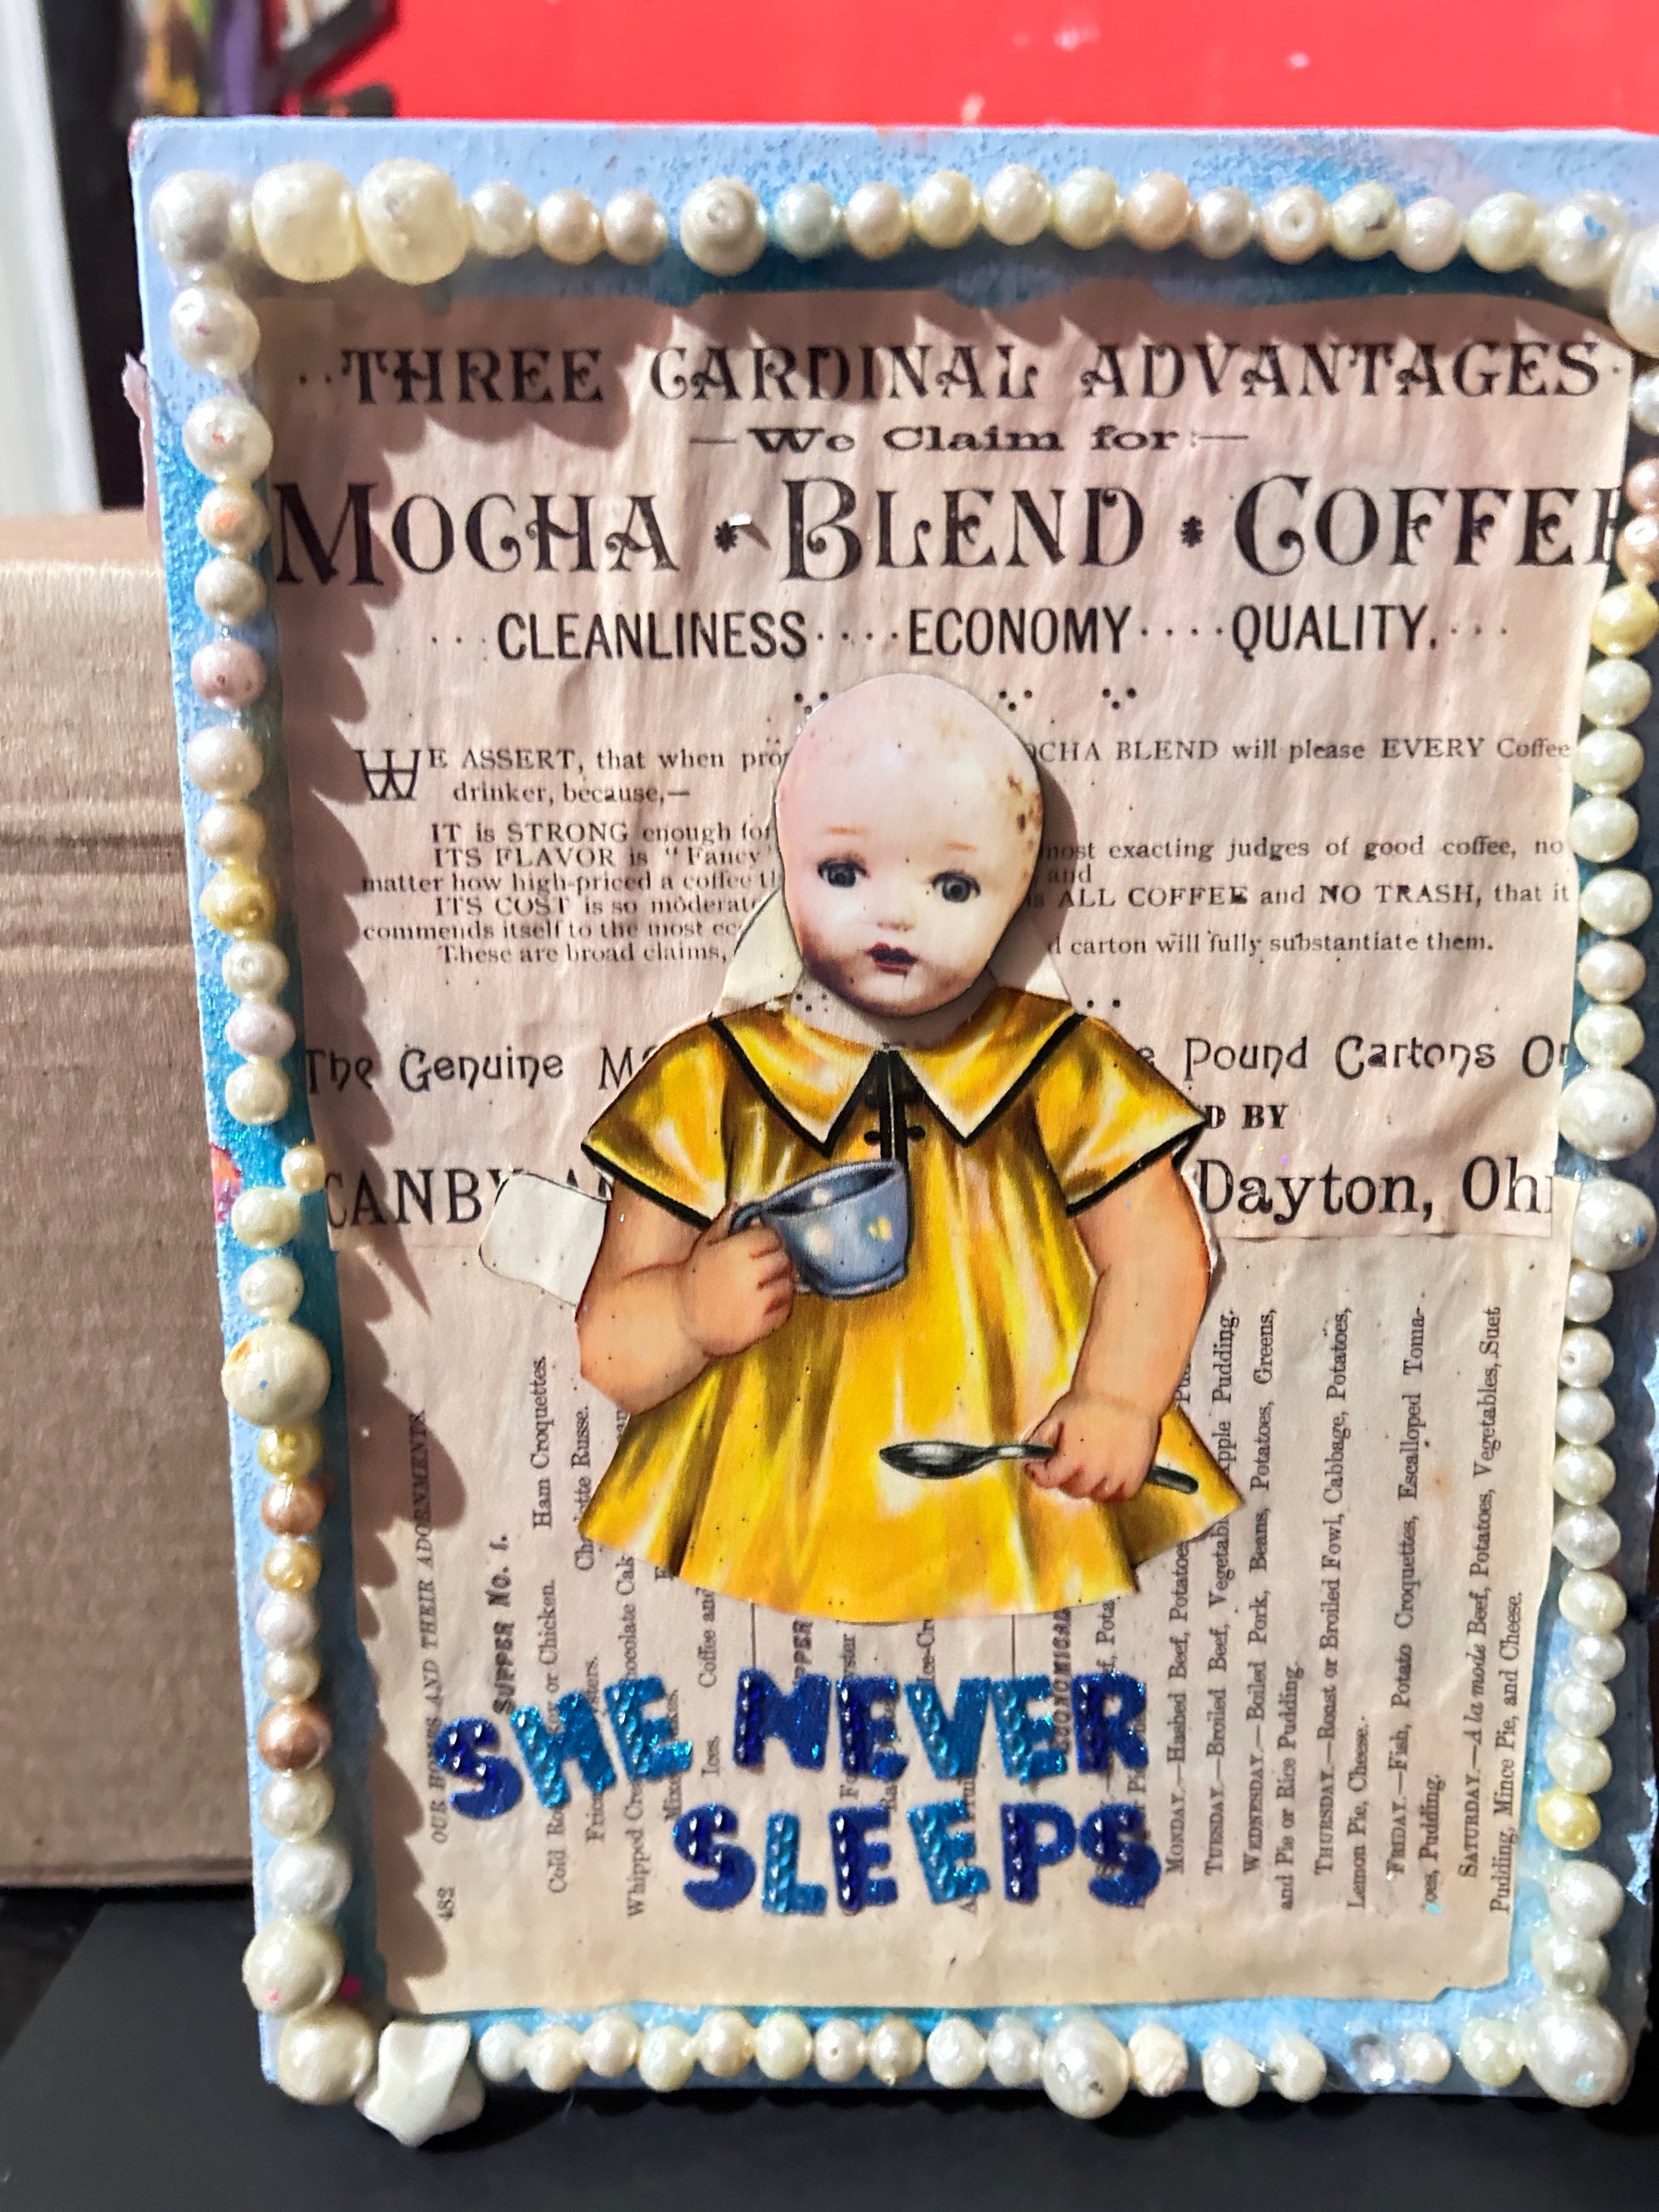 THREE CARDINAL ADVANTAGES
—We Claim for:—
MOCHA * BLEND * COFFEE
CLEANLINESS ECONOMY QUALITY.
WE ASSERT, that when pro OCHA BLEND will please EVERY Coffee
drinker, because,—
IT is STRONG enough for most exacting judges of good coffee, no
ITS FLAVOR is "Fancy" and
matter how high-priced a coffee ALL COFFEE and NO TRASH, that it
ITS COST is so moderate
commends itself to the most d carton will fully substantiate them.
These are broad claims,
The Genuine Pound Cartons
D BY
CANBY Dayton,
SHE NEVER
SLEEPS
482 OUR HOMES AND THEIR ADORNMENTS
SUPPER No. 1.
Cold or Chicken. Ham Croquettes.
Whipped
Coffee and
Ices.
ECONOMICAL
MONDAY.—Hashed Beef, Potatoes,
TUESDAY.—Broiled Beef, Vegetable Apple Pudding.
WEDNESDAY.—Boiled Pork, Beans, Potatoes, Greens,
and Pie or Rice Pudding.
THURSDAY.—Roast or Broiled Fowl, Cabbage, Potatoes,
Lemon Pie, Cheese.
FRIDAY.—Fish, Potato Croquettes, Escalloped Toma-
toes, Pudding.
SATURDAY.—A la mode Beef, Potatoes, Vegetables, Suet
Pudding, Mince Pie, and Cheese.